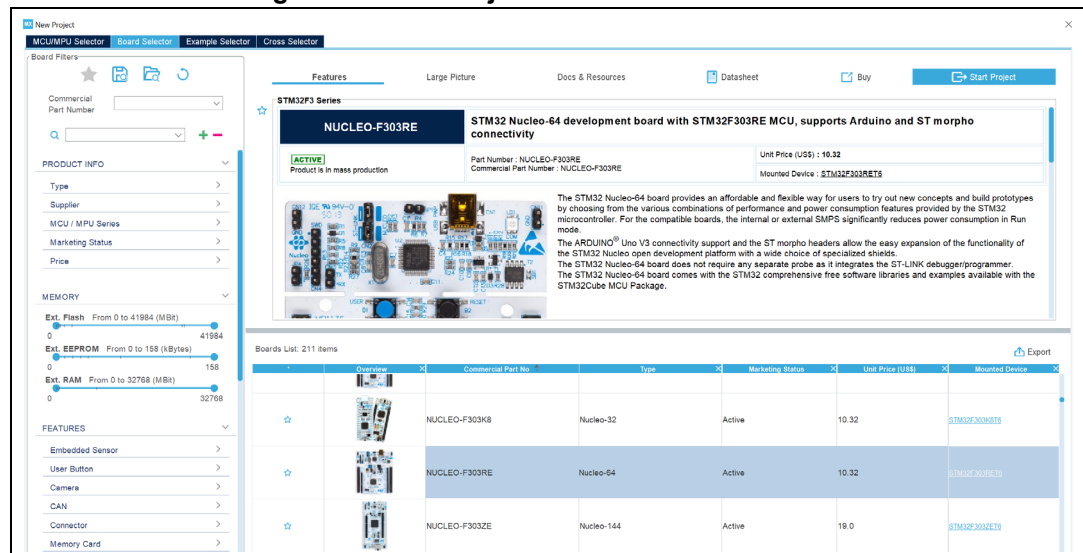 MX New Project
MCU/MPU Selector Board Selector Example Selector Cross Selector
Board Filters
Commercial
Part Number
PRODUCT INFO
Type
Supplier
MCU / MPU Series
Marketing Status
Price
MEMORY
Ext. Flash From 0 to 41984 (MBit)
0 41984
Ext. EEPROM From 0 to 158 (kBytes)
0 158
Ext. RAM From 0 to 32768 (MBit)
0 32768
FEATURES
Embedded Sensor
User Button
Camera
CAN
Connector
Memory Card
Features Large Picture Docs & Resources Datasheet Buy Start Project
STM32F3 Series
NUCLEO-F303RE
STM32 Nucleo-64 development board with STM32F303RE MCU, supports Arduino and ST morpho
connectivity
ACTIVE
Product is in mass production
Part Number : NUCLEO-F303RE
Commercial Part Number : NUCLEO-F303RE
Unit Price (US$) : 10.32
Mounted Device : STM32F303RET6
The STM32 Nucleo-64 board provides an affordable and flexible way for users to try out new concepts and build prototypes
by choosing from the various combinations of performance and power consumption features provided by the STM32
microcontroller. For the compatible boards, the internal or external SMPS significantly reduces power consumption in Run
mode.
The ARDUINO® Uno V3 connectivity support and the ST morpho headers allow the easy expansion of the functionality of
the STM32 Nucleo open development platform with a wide choice of specialized shields.
The STM32 Nucleo-64 board does not require any separate probe as it integrates the ST-LINK debugger/programmer.
The STM32 Nucleo-64 board comes with the STM32 comprehensive free software libraries and examples available with the
STM32Cube MCU Package.
Boards List: 211 items
Export
* Overview Commercial Part No Type Marketing Status Unit Price (US$) Mounted Device
NUCLEO-F303K8 Nucleo-32 Active 10.32 STM32F303K8T6
NUCLEO-F303RE Nucleo-64 Active 10.32 STM32F303RET6
NUCLEO-F303ZE Nucleo-144 Active 19.0 STM32F303ZET6